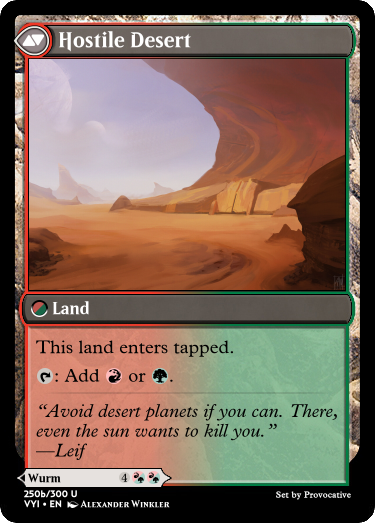 Hostile Desert
Land
This land enters tapped.
: Add or .
“Avoid desert planets if you can. There,
even the sun wants to kill you.”
—Leif
Wurm 4
250b/300 U
VYI • EN Alexander Winkler
Set by Provocative